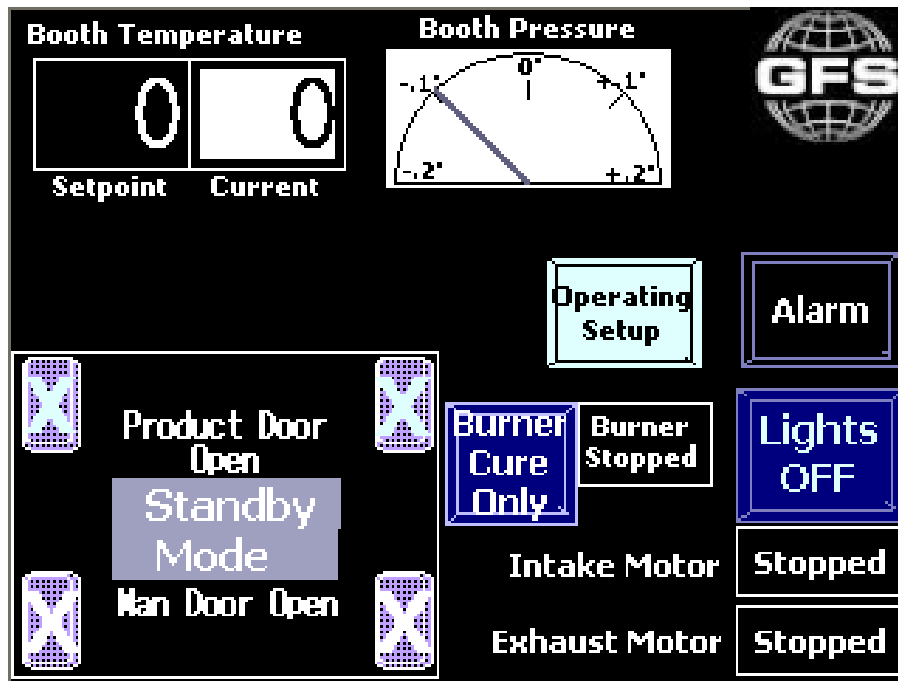 Booth Temperature
Booth Pressure
GFS
0
0
Setpoint
Current
-.2"
-.1"
0"
+.1"
+.2"
Operating
Setup
Alarm
Product Door
Open
Standby
Mode
Man Door Open
Burner
Cure
Only
Burner
Stopped
Lights
OFF
Intake Motor
Stopped
Exhaust Motor
Stopped